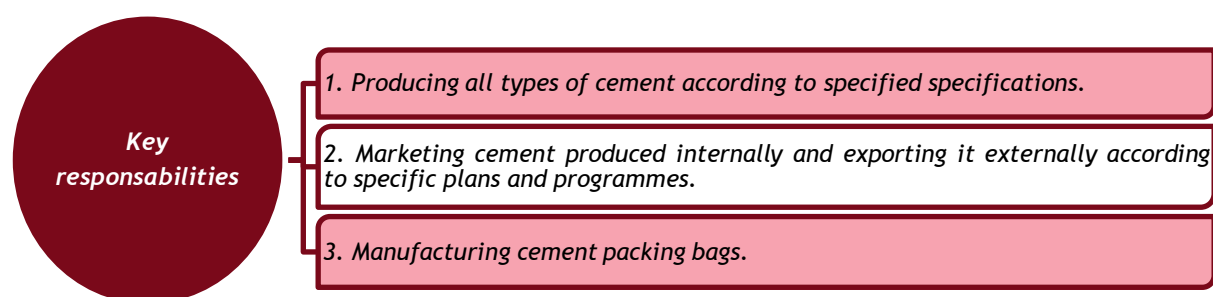 Key
responsabilities
1. Producing all types of cement according to specified specifications.
2. Marketing cement produced internally and exporting it externally according
to specific plans and programmes.
3. Manufacturing cement packing bags.